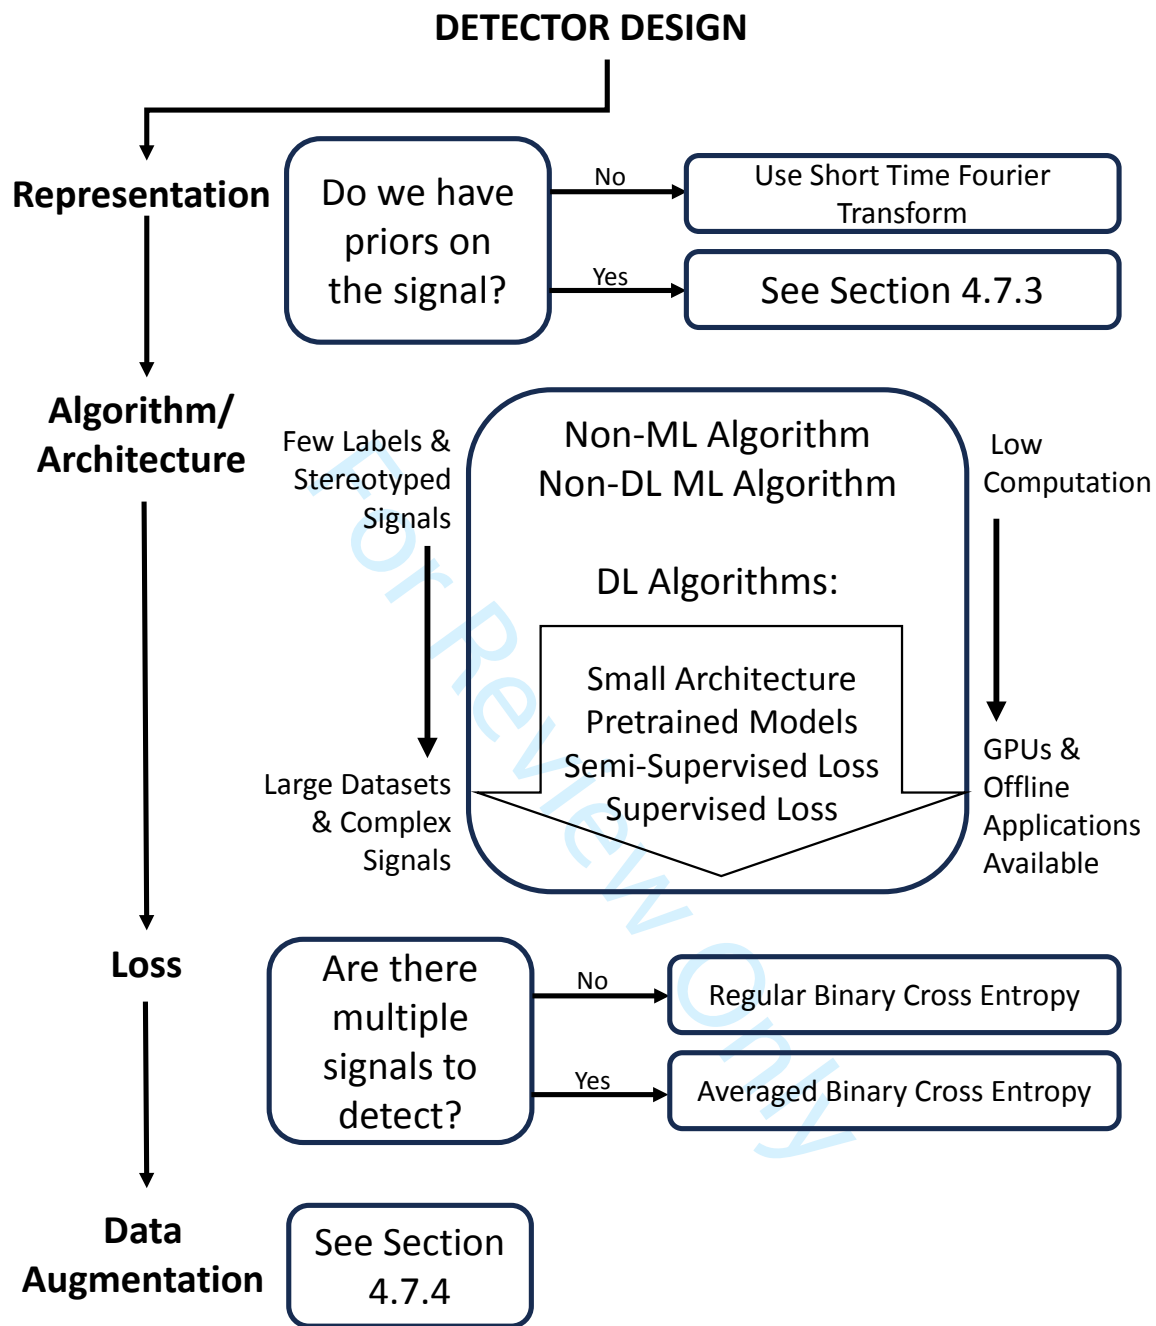 DETECTOR DESIGN
Representation
Do we have
priors on
the signal?
No
Use Short Time Fourier
Transform
Yes
See Section 4.7.3
Algorithm/
Architecture
Few Labels &
Stereotyped
Signals
Large Datasets
& Complex
Signals
Non-ML Algorithm
Non-DL ML Algorithm
DL Algorithms:
Small Architecture
Pretrained Models
Semi-Supervised Loss
Supervised Loss
Low
Computation
GPUs &
Offline
Applications
Available
Loss
Are there
multiple
signals to
detect?
No
Regular Binary Cross Entropy
Yes
Averaged Binary Cross Entropy
Data
Augmentation
See Section
4.7.4
For Review Only